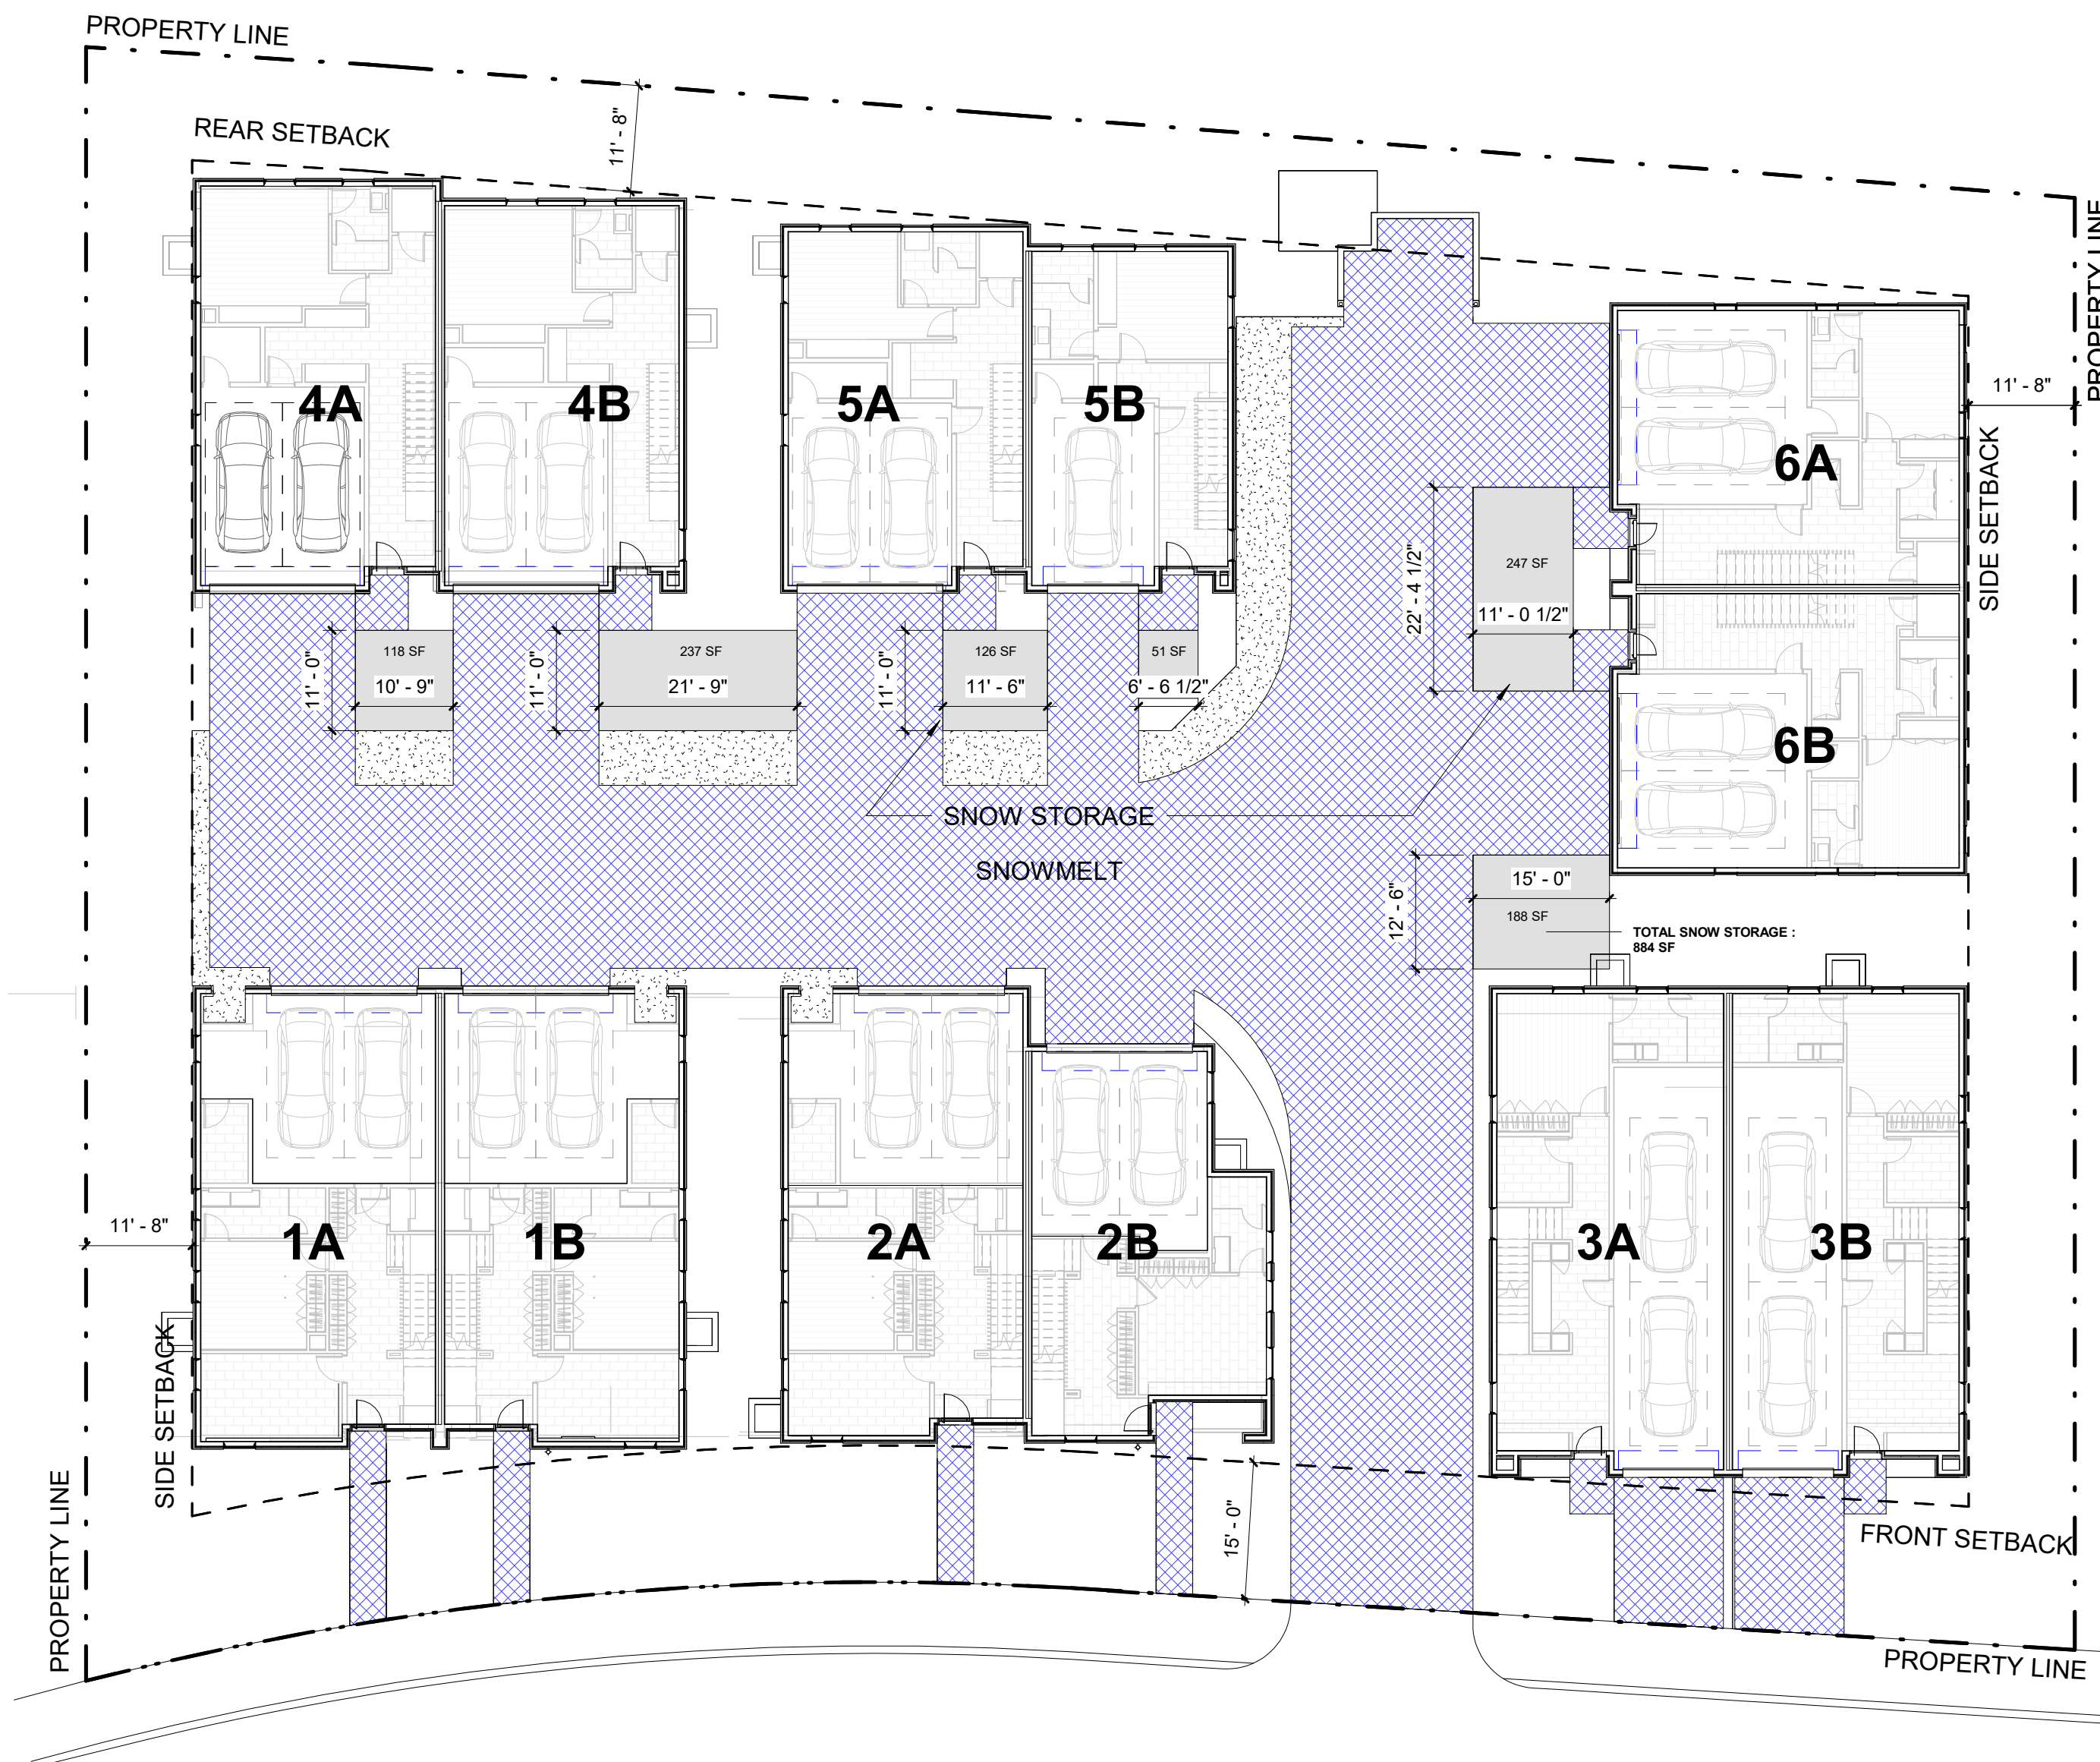 PROPERTY LINE
REAR SETBACK
11' - 8"
PROPERTY LINE
11' - 8"
SIDE SETBACK
4A
4B
5A
5B
6A
6B
247 SF
22' - 4 1/2"
11' - 0 1/2"
118 SF
11' - 0"
10' - 9"
237 SF
11' - 0"
21' - 9"
126 SF
11' - 0"
11' - 6"
51 SF
6' - 6 1/2"
SNOW STORAGE
SNOWMELT
15' - 0"
12' - 6"
188 SF
TOTAL SNOW STORAGE :
884 SF
11' - 8"
1A
1B
2A
2B
3A
3B
SIDE SETBACK
PROPERTY LINE
15' - 0"
FRONT SETBACK
PROPERTY LINE